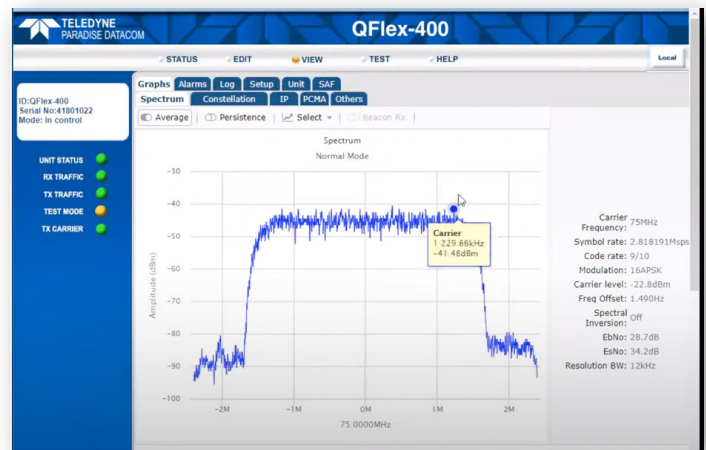 TELEDYNE
PARADISE DATACOM
QFlex-400
STATUS EDIT VIEW TEST HELP
Local
ID:QFlex-400
Serial No:41801022
Mode: In control
UNIT STATUS
RX TRAFFIC
TX TRAFFIC
TEST MODE
TX CARRIER
Graphs Alarms Log Setup Unit SAF
Spectrum Constellation IP PCMA Others
Average Persistence Select Beacon Rx
Spectrum
Normal Mode
Amplitude (dBm)
-30
-40
-50
-60
-70
-80
-90
-100
-2M -1M 0M 1M 2M
75.0000MHz
Carrier
1 229.66kHz
-41.48dBm
Carrier
Frequency: 75MHz
Symbol rate: 2.818191Msps
Code rate: 9/10
Modulation: 16APSK
Carrier level: -22.8dBm
Freq Offset: 1.490Hz
Spectral
Inversion: Off
EbNo: 28.7dB
EsNo: 34.2dB
Resolution BW: 12kHz